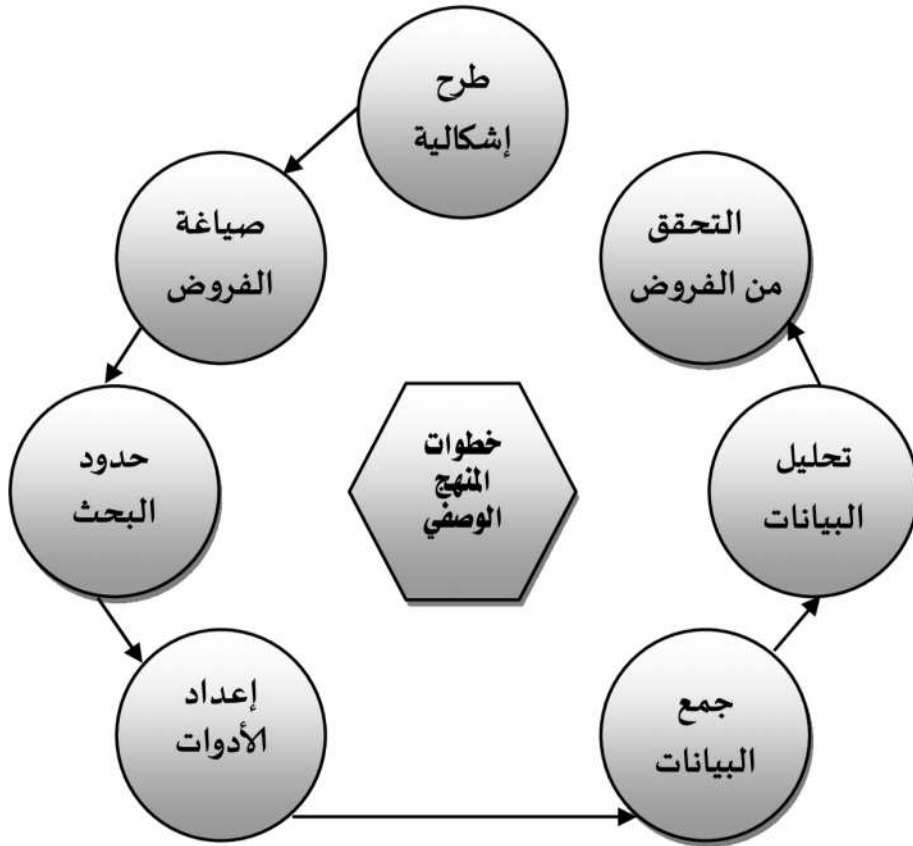 طرح
إشكالية
صياغة
الفروض
حدود
البحث
إعداد
الأدوات
جمع
البيانات
تحليل
البيانات
التحقق
من الفروض
خطوات
المنهج
الوصفي